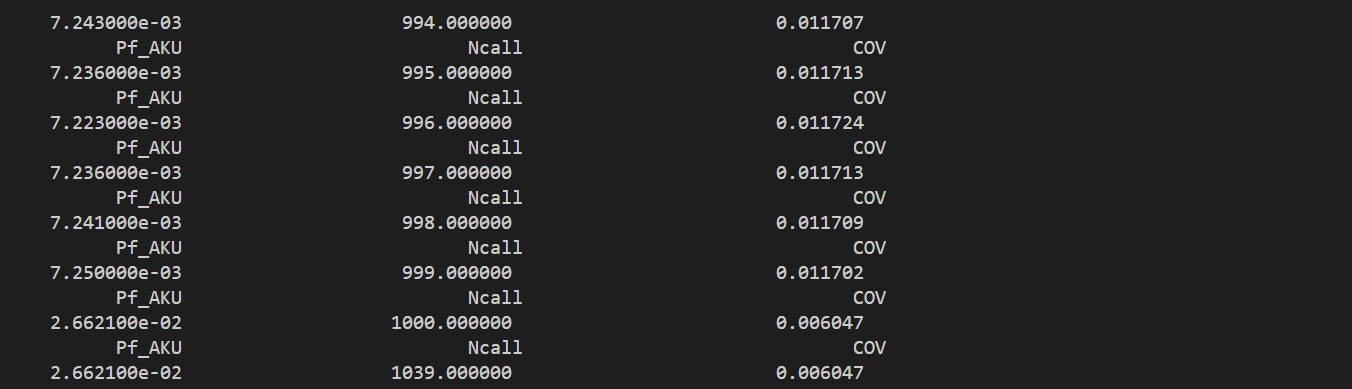 7.243000e-03 994.000000 0.011707
Pf_AKU Ncall COV
7.236000e-03 995.000000 0.011713
Pf_AKU Ncall COV
7.223000e-03 996.000000 0.011724
Pf_AKU Ncall COV
7.236000e-03 997.000000 0.011713
Pf_AKU Ncall COV
7.241000e-03 998.000000 0.011709
Pf_AKU Ncall COV
7.250000e-03 999.000000 0.011702
Pf_AKU Ncall COV
2.662100e-02 1000.000000 0.006047
Pf_AKU Ncall COV
2.662100e-02 1039.000000 0.006047